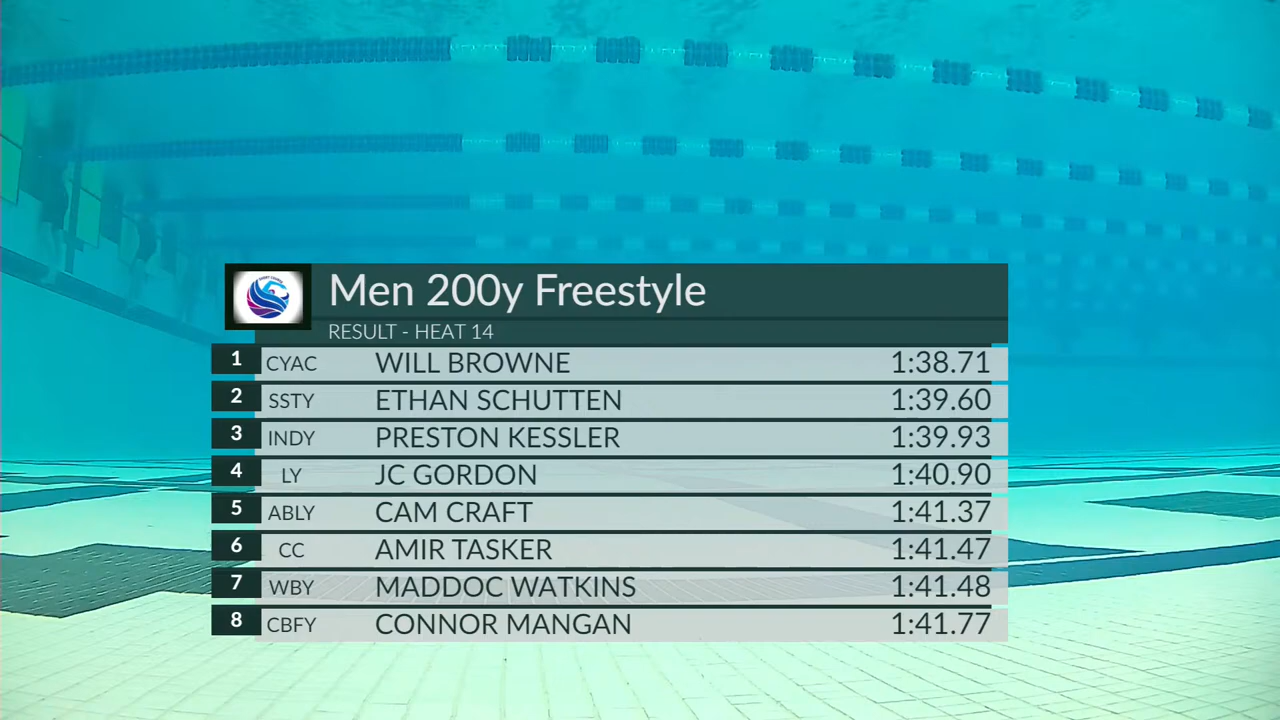 Men 200y Freestyle
RESULT - HEAT 14
1 CYAC WILL BROWNE 1:38.71
2 SSTY ETHAN SCHUTTEN 1:39.60
3 INDY PRESTON KESSLER 1:39.93
4 LY JC GORDON 1:40.90
5 ABLY CAM CRAFT 1:41.37
6 CC AMIR TASKER 1:41.47
7 WBY MADDOC WATKINS 1:41.48
8 CBFY CONNOR MANGAN 1:41.77